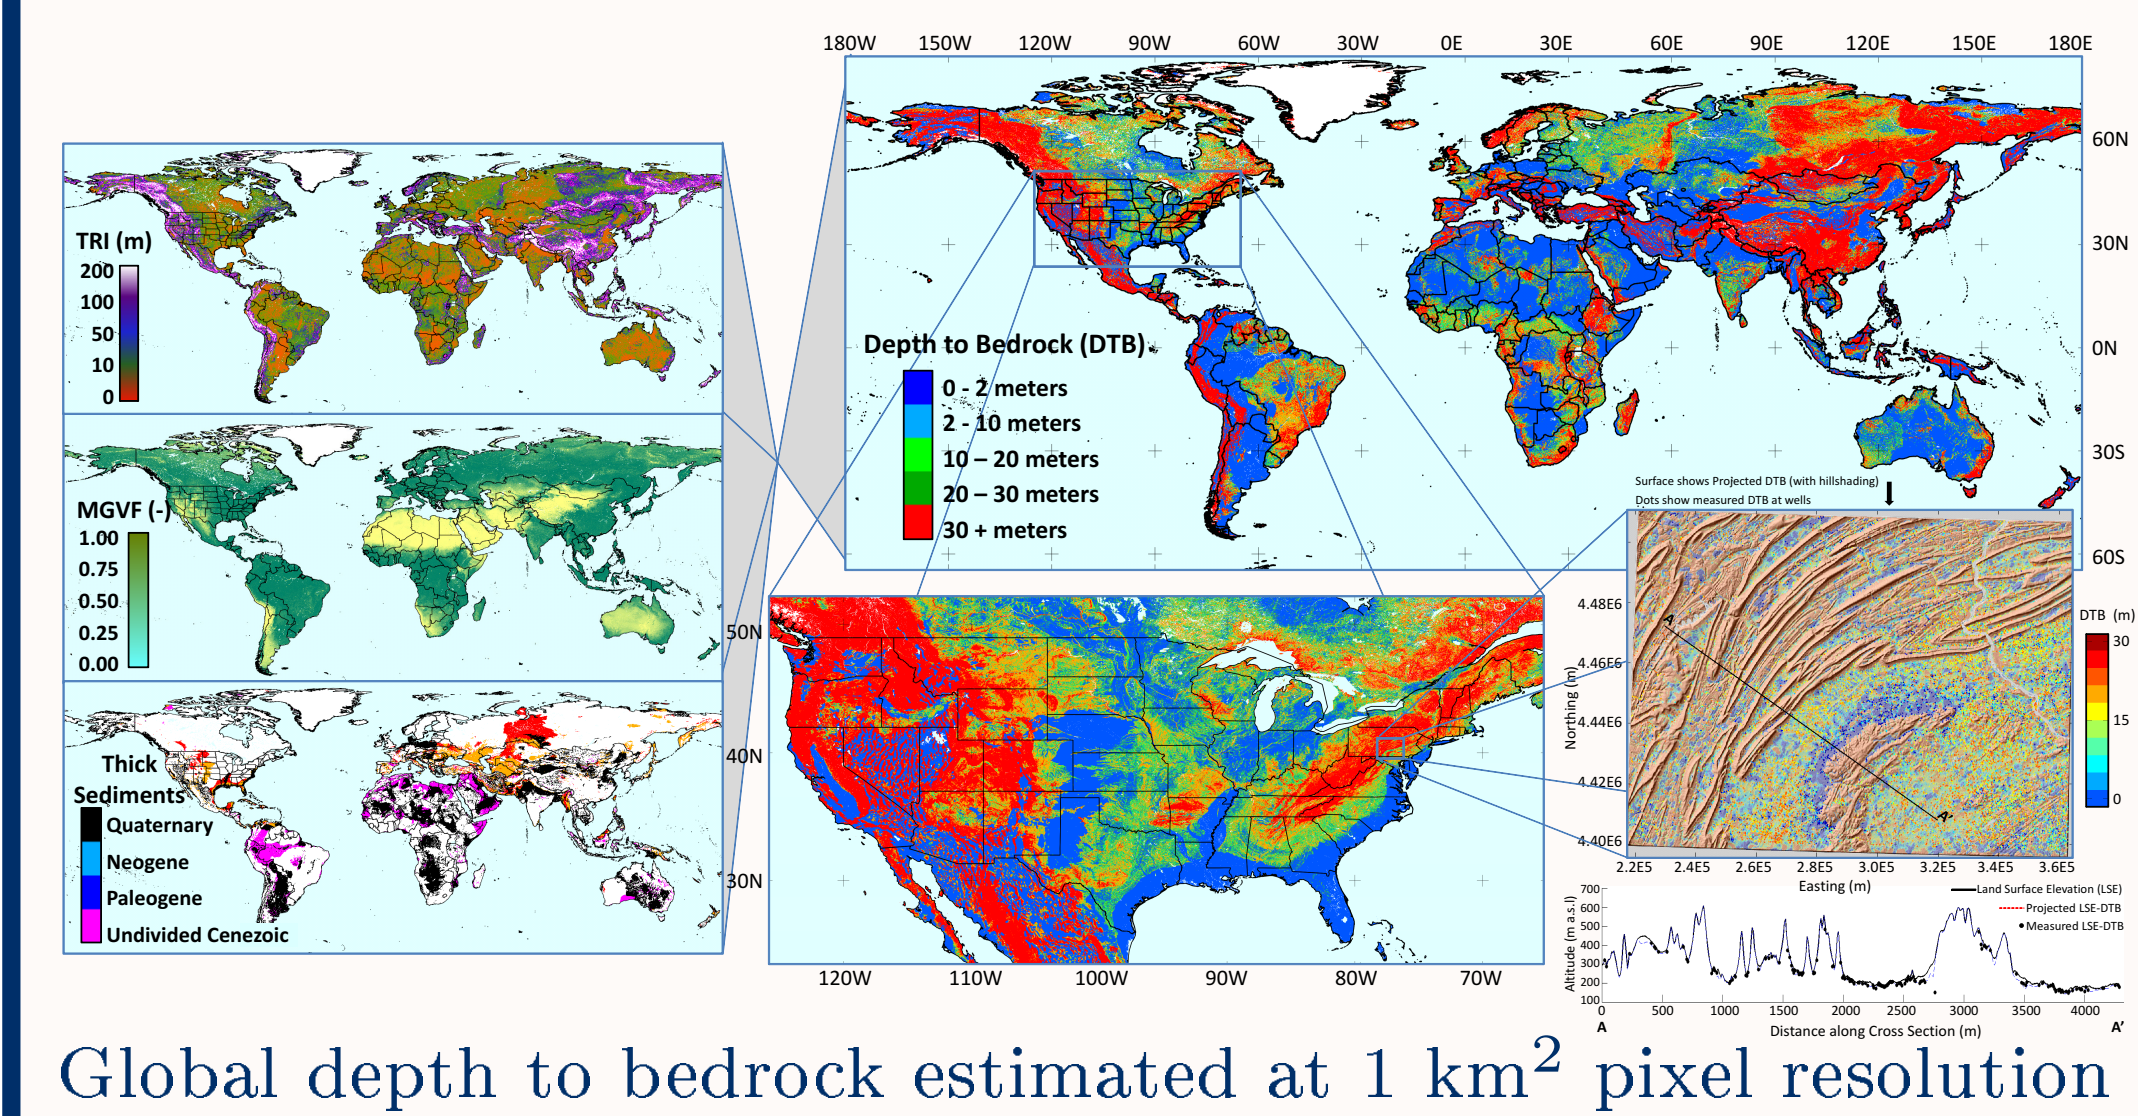 180W 150W 120W 90W 60W 30W 0E 30E 60E 90E 120E 150E 180E
60N
30N
0N
30S
60S
TRI (m)
200
100
50
10
0
MGVF (-)
1.00
0.75
0.50
0.25
0.00
Thick
Sediments
Quaternary
Neogene
Paleogene
Undivided Cenezoic
Depth to Bedrock (DTB)
0 - 2 meters
2 - 10 meters
10 – 20 meters
20 – 30 meters
30 + meters
50N
40N
30N
120W 110W 100W 90W 80W 70W
Surface shows Projected DTB (with hillshading)
Dots show measured DTB at wells
Northing (m)
4.48E6
4.46E6
4.44E6
4.42E6
4.40E6
A
A'
2.2E5 2.4E5 2.6E5 2.8E5 3.0E5 3.2E5 3.4E5 3.6E5
Easting (m)
DTB (m)
30
15
0
Altitude (m a.s.l)
700
600
500
400
300
200
100
Land Surface Elevation (LSE)
Projected LSE-DTB
Measured LSE-DTB
0 500 1000 1500 2000 2500 3000 3500 4000
A A'
Distance along Cross Section (m)
Global depth to bedrock estimated at 1 km² pixel resolution